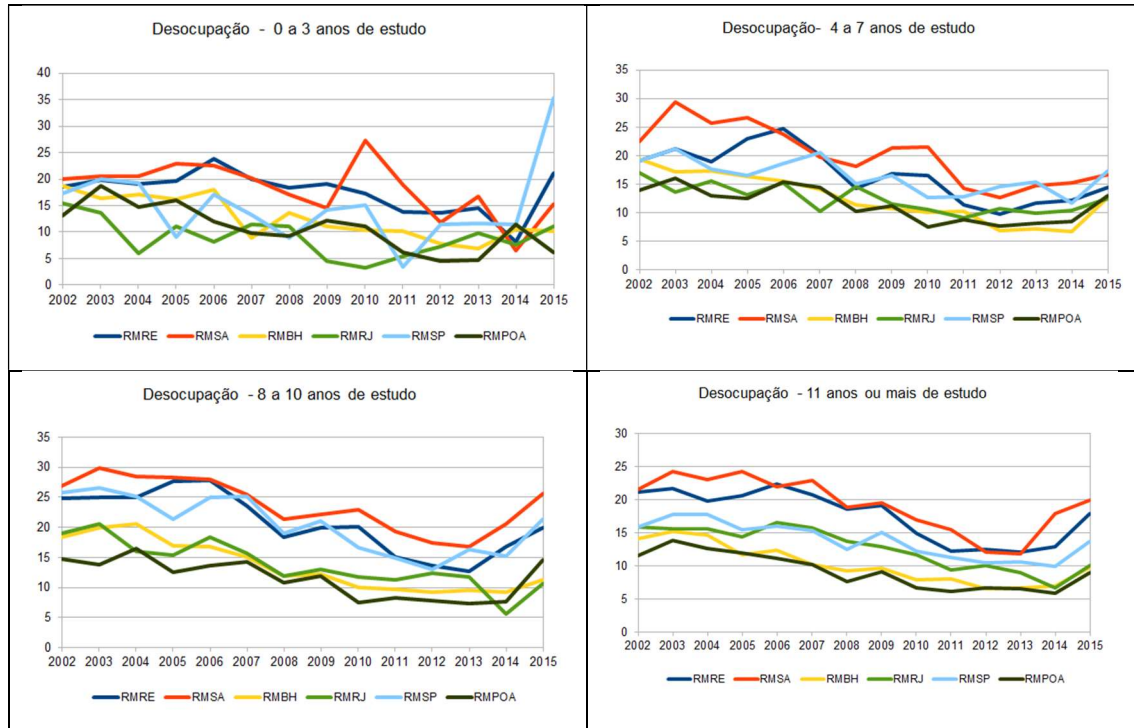 Desocupação - 0 a 3 anos de estudo
40
35
30
25
20
15
10
5
0
2002 2003 2004 2005 2006 2007 2008 2009 2010 2011 2012 2013 2014 2015
RMRE RMSA RMBH RMRJ RMSP RMPOA
Desocupação- 4 a 7 anos de estudo
35
30
25
20
15
10
5
0
2002 2003 2004 2005 2006 2007 2008 2009 2010 2011 2012 2013 2014 2015
RMRE RMSA RMBH RMRJ RMSP RMPOA
Desocupação - 8 a 10 anos de estudo
35
30
25
20
15
10
5
0
2002 2003 2004 2005 2006 2007 2008 2009 2010 2011 2012 2013 2014 2015
RMRE RMSA RMBH RMRJ RMSP RMPOA
Desocupação - 11 anos ou mais de estudo
30
25
20
15
10
5
0
2002 2003 2004 2005 2006 2007 2008 2009 2010 2011 2012 2013 2014 2015
RMRE RMSA RMBH RMRJ RMSP RMPOA